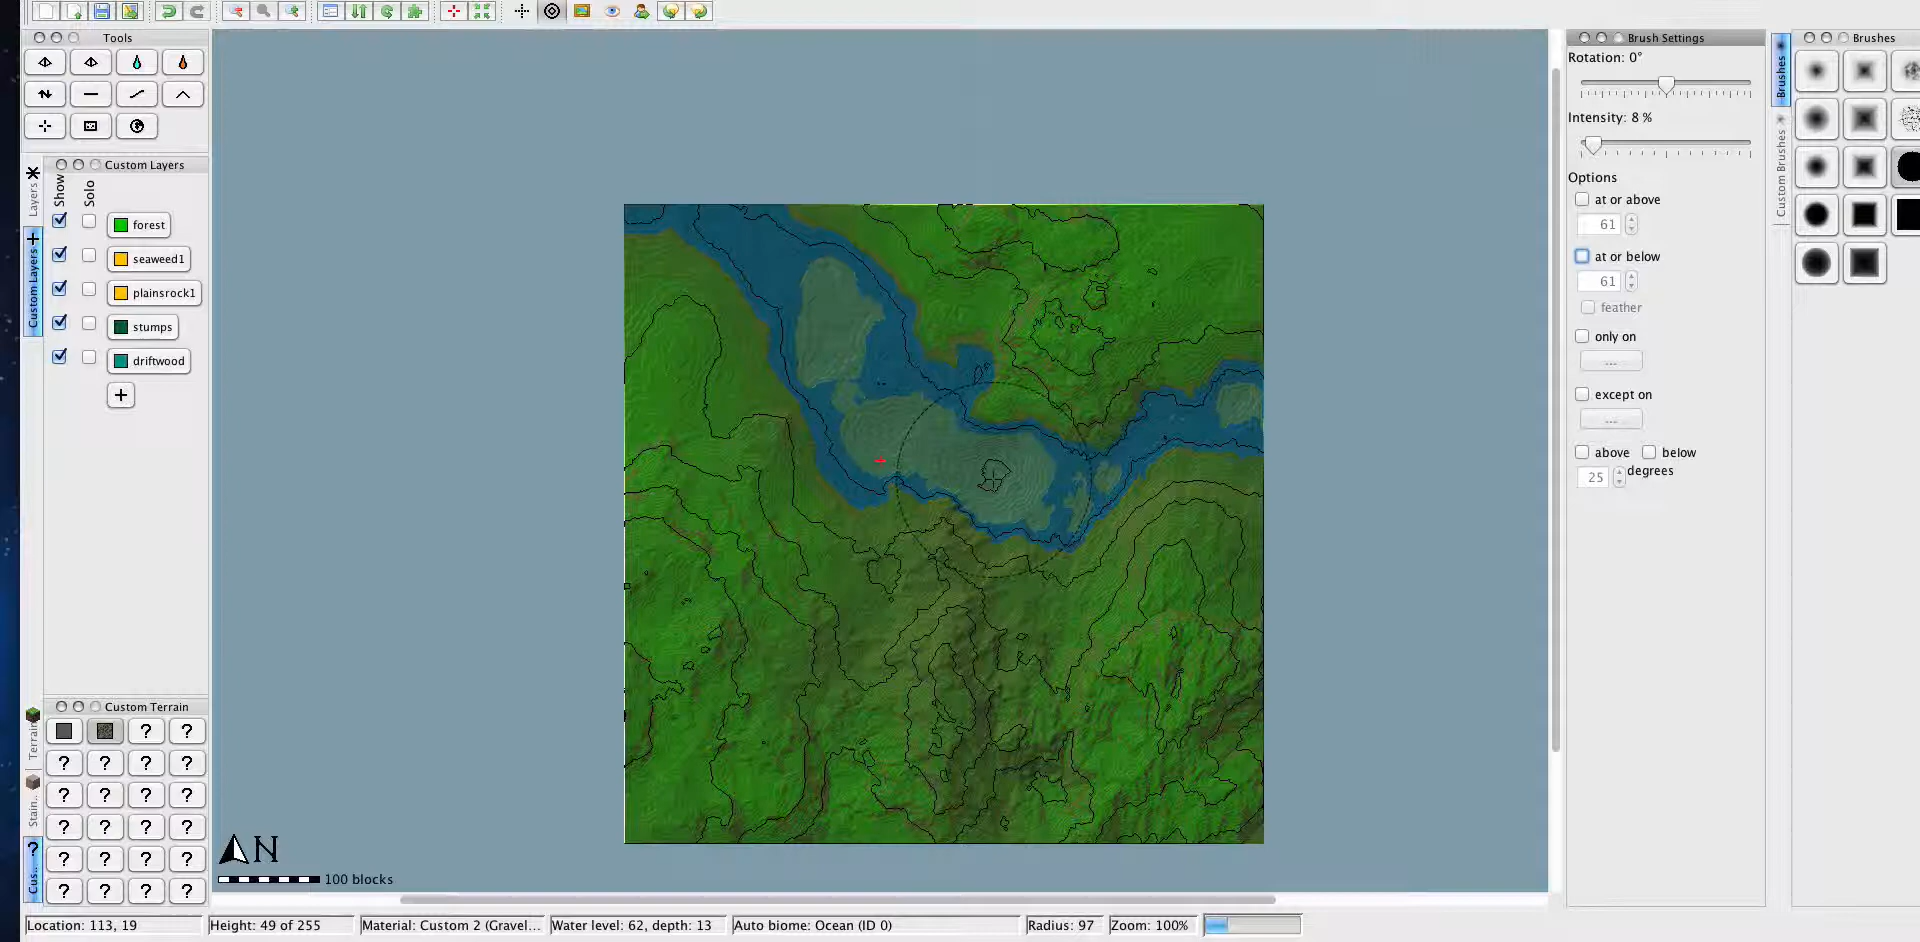 Tools
Custom Layers
Show
Solo
Layers
Custom Layers
forest
seaweed1
plainsrock1
stumps
driftwood
+
Custom Terrain
Terrain
Stain..
Cus..
? ?
? ? ? ?
? ? ? ?
? ? ? ?
? ? ? ?
? ? ? ?
N
100 blocks
Location: 113, 19
Height: 49 of 255
Material: Custom 2 (Gravel...
Water level: 62, depth: 13
Auto biome: Ocean (ID 0)
Radius: 97
Zoom: 100%
Brush Settings
Rotation: 0°
Intensity: 8 %
Options
at or above
61
at or below
61
feather
only on
...
except on
...
above below
25 degrees
Brushes
Custom Brushes
Brushes